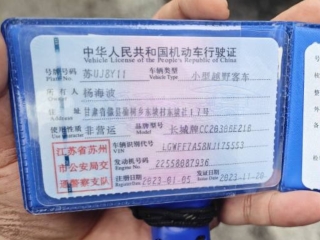 中华人民共和国机动车行驶证
Vehicle License of the People's Republic of China
号牌号码 苏UJ8Y11 车辆类型 小型越野客车
Plate No. Vehicle Type
所有人 杨海波
Owner
住址
Address
使用性质 非营运 品牌型号 长城牌
Use Character Model
江苏省苏州 车辆识别代号
VIN
市公安局交 发动机号码 22558087936
Engine No.
通警察支队 注册日期 2023-01-05 发证日期
Register Date Issue Date